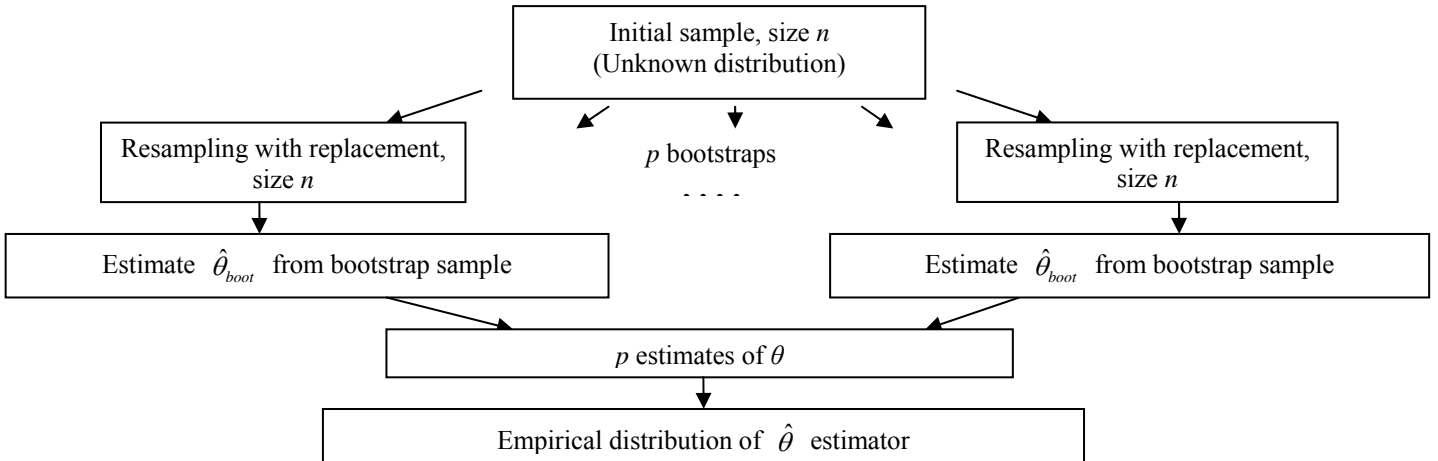 Initial sample, size n
(Unknown distribution)
Resampling with replacement,
size n
p bootstraps
. . . .
Resampling with replacement,
size n
Estimate θ̂boot from bootstrap sample
Estimate θ̂boot from bootstrap sample
p estimates of θ
Empirical distribution of θ̂ estimator